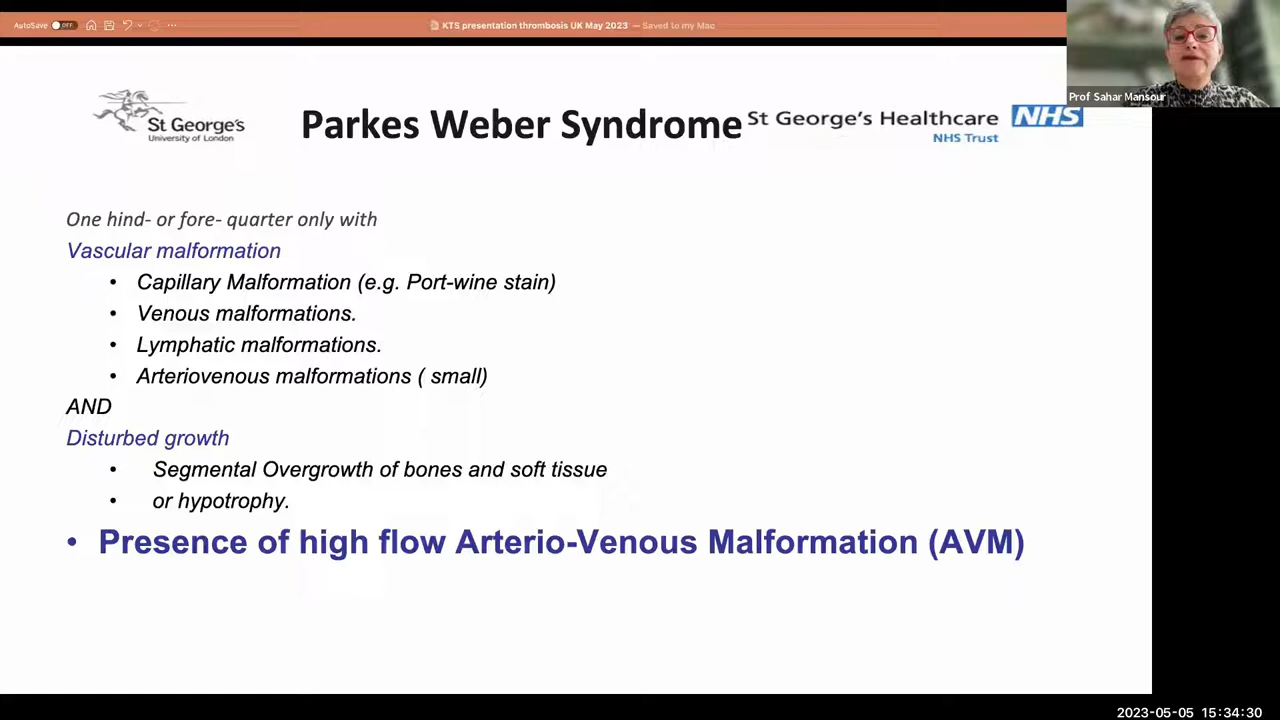 AutoSave OFF
KTS presentation thrombosis UK May 2023 — Saved to my Mac
Prof Sahar Mansour
St George's
University of London
Parkes Weber Syndrome
St George's Healthcare NHS
NHS Trust
One hind- or fore- quarter only with
Vascular malformation
• Capillary Malformation (e.g. Port-wine stain)
• Venous malformations.
• Lymphatic malformations.
• Arteriovenous malformations ( small)
AND
Disturbed growth
• Segmental Overgrowth of bones and soft tissue
• or hypotrophy.
• Presence of high flow Arterio-Venous Malformation (AVM)
2023-05-05 15:34:30